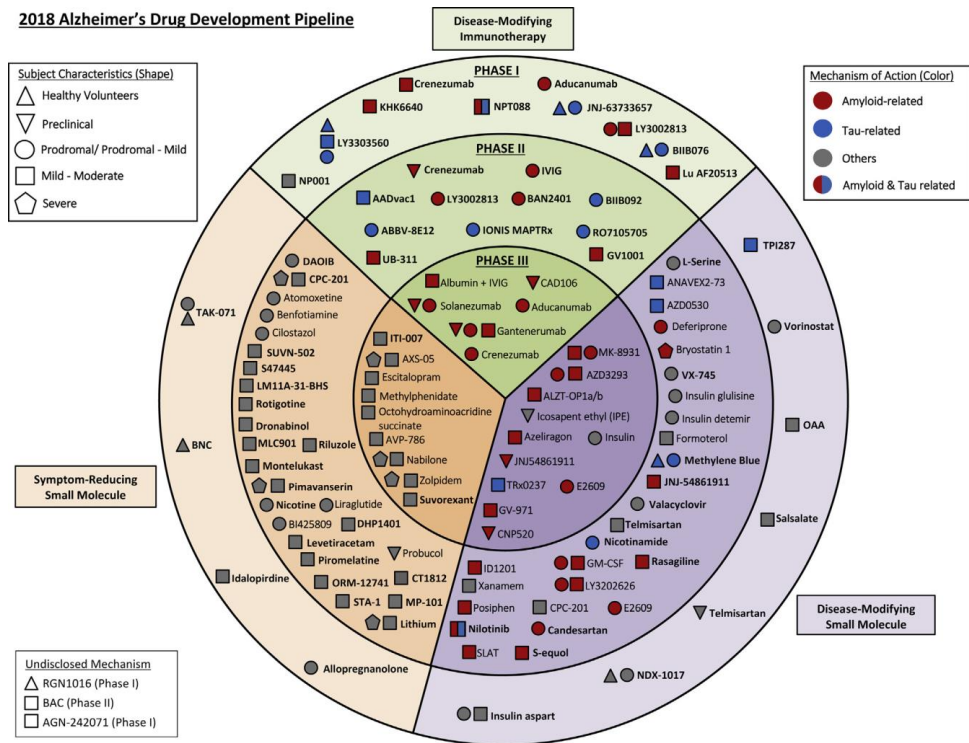 2018 Alzheimer's Drug Development Pipeline
Disease-Modifying
Immunotherapy
Subject Characteristics (Shape)
Healthy Volunteers
Preclinical
Prodromal/ Prodromal - Mild
Mild - Moderate
Severe
Mechanism of Action (Color)
Amyloid-related
Tau-related
Others
Amyloid & Tau related
PHASE I
Crenezumab
Aducanumab
KHK6640
NPT088
JNJ-63733657
LY3303560
LY3002813
BIIB076
NP001
Lu AF20513
PHASE II
Crenezumab
IVIG
AADvac1
LY3002813
BAN2401
BIIB092
ABBV-8E12
IONIS MAPTRx
RO7105705
UB-311
GV1001
PHASE III
Albumin + IVIG
CAD106
Solanezumab
Aducanumab
Gantenerumab
Crenezumab
TAK-071
BNC
Idalopirdine
Allopregnanolone
Symptom-Reducing
Small Molecule
DAOIB
CPC-201
Atomoxetine
Benfotiamine
Cilostazol
SUVN-502
S47445
LM11A-31-BHS
Rotigotine
Dronabinol
MLC901
Riluzole
Montelukast
Pimavanserin
Nicotine
Liraglutide
BI425809
DHP1401
Levetiracetam
Piromelatine
Probucol
ORM-12741
CT1812
STA-1
MP-101
Lithium
ITI-007
AXS-05
Escitalopram
Methylphenidate
Octohydroaminoacridine
succinate
AVP-786
Nabilone
Zolpidem
Suvorexant
MK-8931
AZD3293
ALZT-OP1a/b
Icosapent ethyl (IPE)
Azeliragon
Insulin
JNJ54861911
TRx0237
E2609
GV-971
CNP520
L-Serine
ANAVEX2-73
AZD0530
Deferiprone
Bryostatin 1
VX-745
Insulin glulisine
Insulin detemir
Formoterol
Methylene Blue
JNJ-54861911
Valacyclovir
Telmisartan
Nicotinamide
ID1201
GM-CSF
Rasagiline
Xanamem
LY3202626
Posiphen
CPC-201
E2609
Nilotinib
Candesartan
SLAT
S-equol
TPI287
Vorinostat
OAA
Salsalate
Telmisartan
NDX-1017
Insulin aspart
Disease-Modifying
Small Molecule
Undisclosed Mechanism
RGN1016 (Phase I)
BAC (Phase II)
AGN-242071 (Phase I)